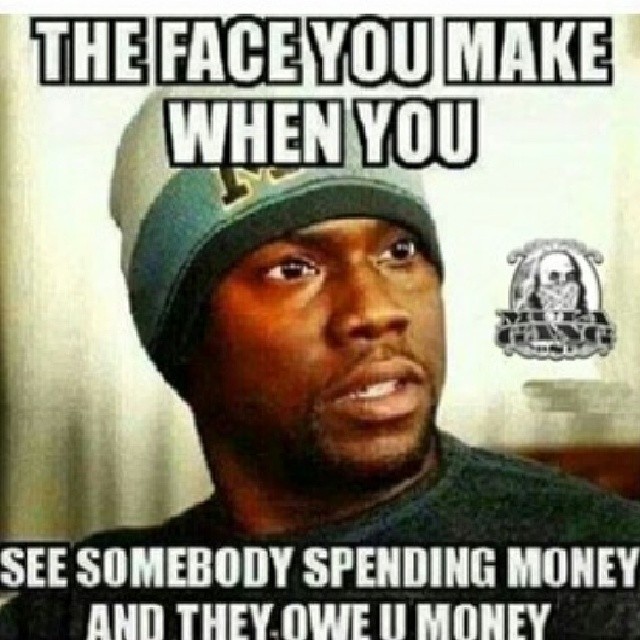 THE FACE YOU MAKE
WHEN YOU
M
SEE SOMEBODY SPENDING MONEY
AND THEY OWE U MONEY